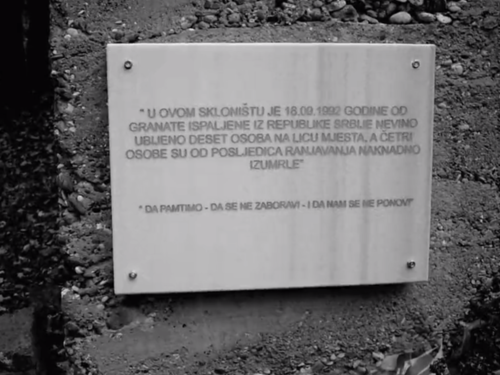 " U OVOM SKLONIŠTU JE 16.09.1992 GODINE OD
GRANATE ISPALJENE IZ REPUBLIKE SRBIJE NEVINO
UBIJENO DESET OSOBA NA LICU MJESTA, A ČETRI
OSOBE SU OD POSLJEDICA RANJAVANJA NAKNADNO
IZUMRLE"
" DA PAMTIMO - DA SE NE ZABORAVI - I DA NAM SE NE PONOVI"